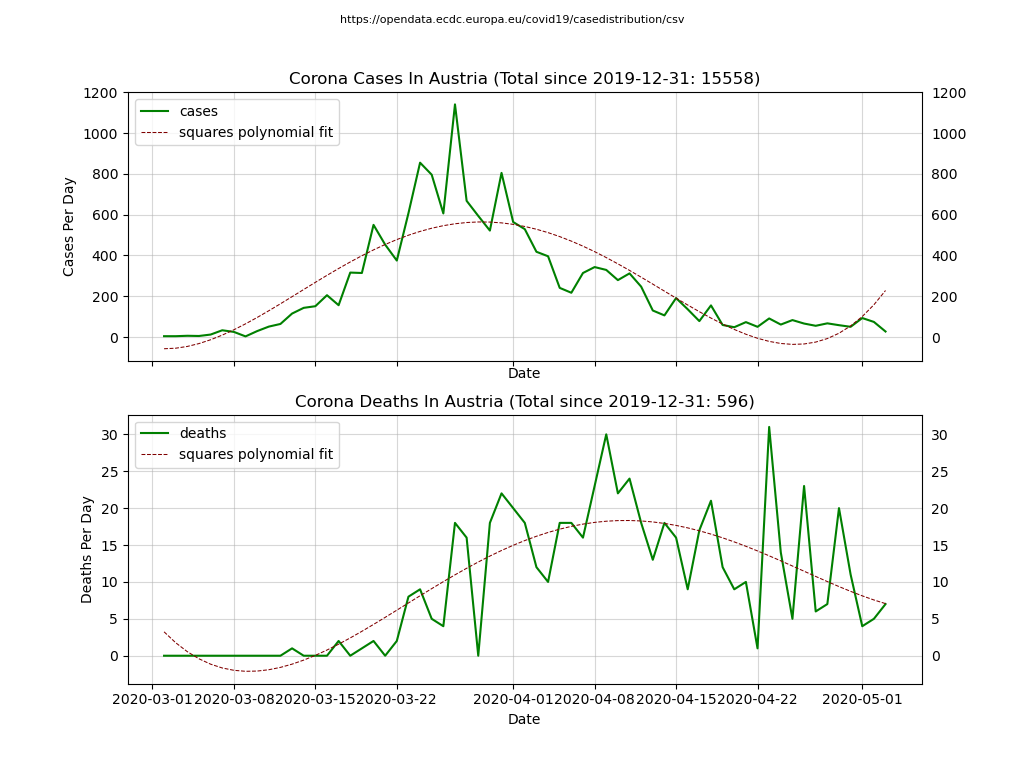 https://opendata.ecdc.europa.eu/covid19/casedistribution/csv
Corona Cases In Austria (Total since 2019-12-31: 15558)
cases
squares polynomial fit
Cases Per Day
1200 1200
1000 1000
800 800
600 600
400 400
200 200
0 0
Date
Corona Deaths In Austria (Total since 2019-12-31: 596)
deaths
squares polynomial fit
Deaths Per Day
30 30
25 25
20 20
15 15
10 10
5 5
0 0
2020-03-01 2020-03-08 2020-03-15 2020-03-22 2020-04-01 2020-04-08 2020-04-15 2020-04-22 2020-05-01
Date